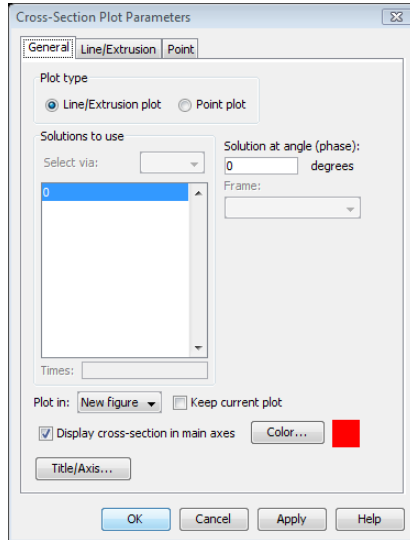 Cross-Section Plot Parameters
General Line/Extrusion Point
Plot type
Line/Extrusion plot Point plot
Solutions to use
Select via:
0
Times:
Solution at angle (phase):
0 degrees
Frame:
Plot in: New figure Keep current plot
Display cross-section in main axes Color...
Title/Axis...
OK Cancel Apply Help